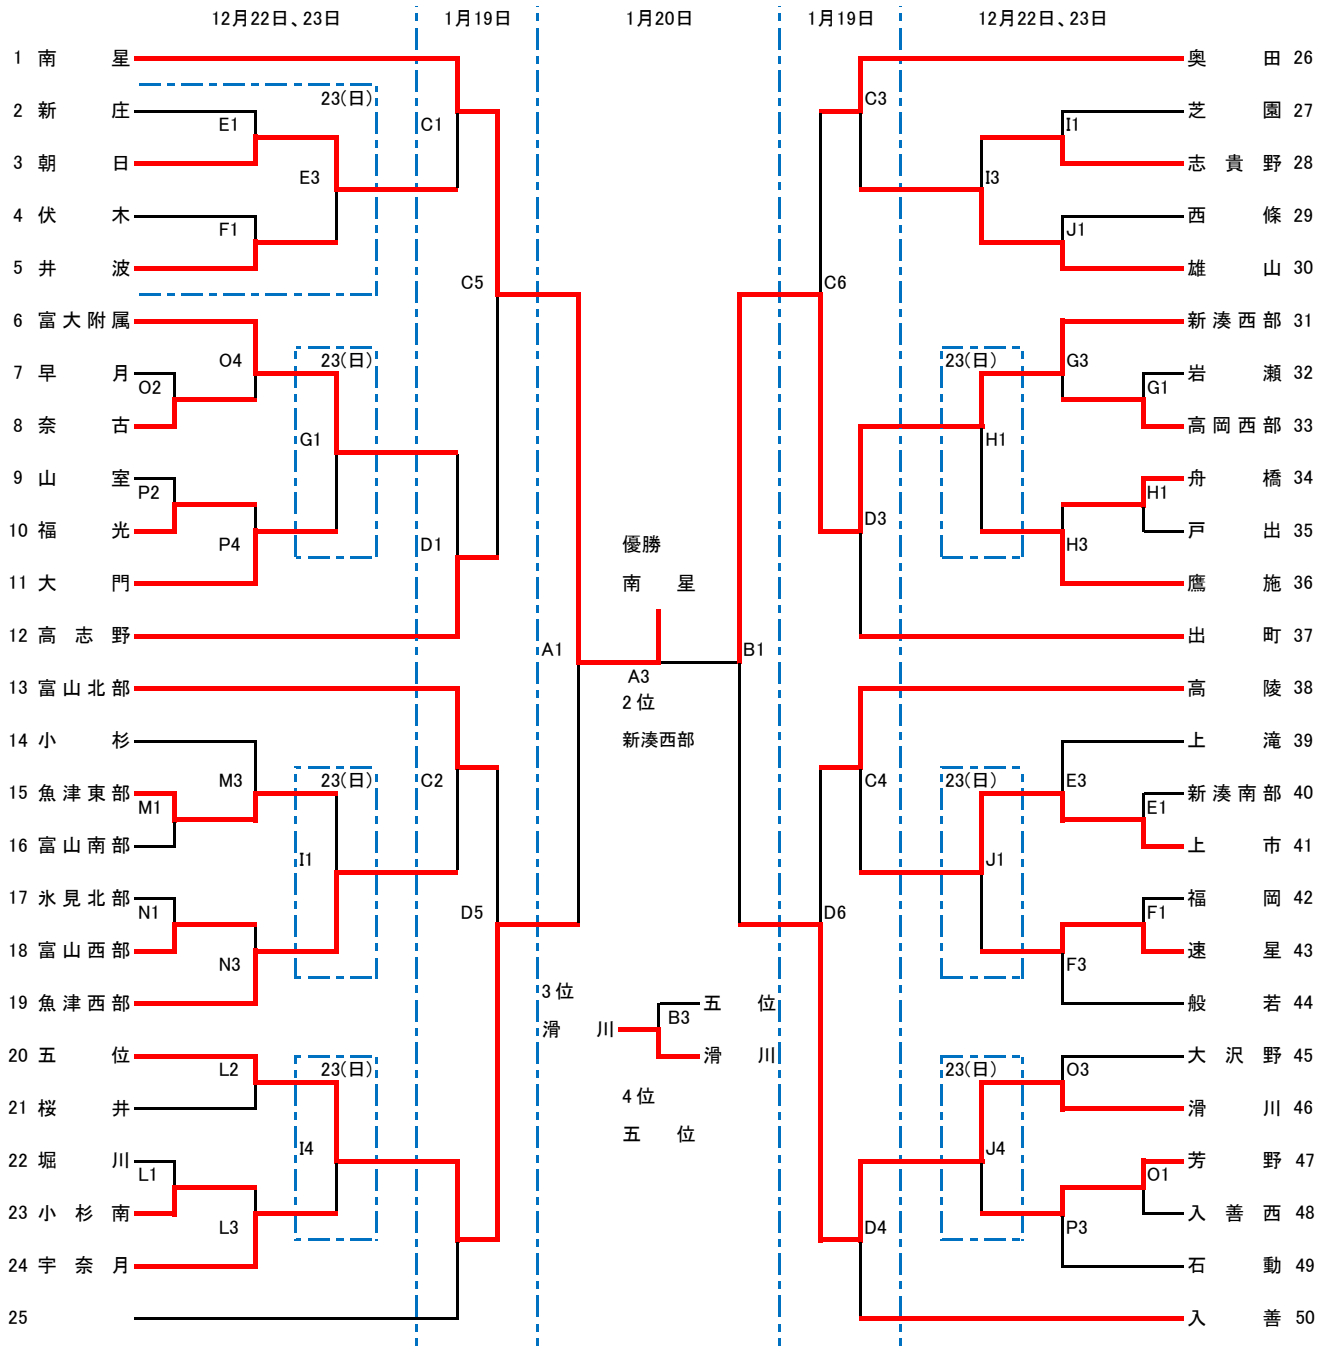 12月22日、23日 1月19日 1月20日 1月19日 12月22日、23日
1 南星 奥田 26
23(日) C3
2 新庄 E1 C1 I1 芝園 27
3 朝日 E3 I3 志貴野 28
4 伏木 F1 J1 西條 29
5 井波 C5 C6 雄山 30
6 富大附属 新湊西部 31
O4 23(日) 23(日) G3
7 早月 O2 G1 岩瀬 32
8 奈古 G1 H1 高岡西部 33
9 山室 P2 H1 舟橋 34
10 福光 P4 D1 D3 戸出 35
優勝 H3
11 大門 南星 鷹施 36
12 高志野 A1 B1 出町 37
A3
13 富山北部 2位 高陵 38
14 小杉 新湊西部 上滝 39
M3 23(日) C2 C4 23(日) E3
15 魚津東部 M1 E1 新湊南部 40
16 富山南部 I1 J1 上市 41
17 氷見北部 N1 D5 D6 F1 福岡 42
18 富山西部 N3 F3 速星 43
3位
19 魚津西部 五位 般若 44
滑川 B3
20 五位 滑川 大沢野 45
L2 23(日) 23(日) O3
21 桜井 4位 滑川 46
五位
22 堀川 L1 I4 J4 O1 芳野 47
23 小杉南 L3 D4 P3 入善西 48
24 宇奈月 石動 49
25 入善 50